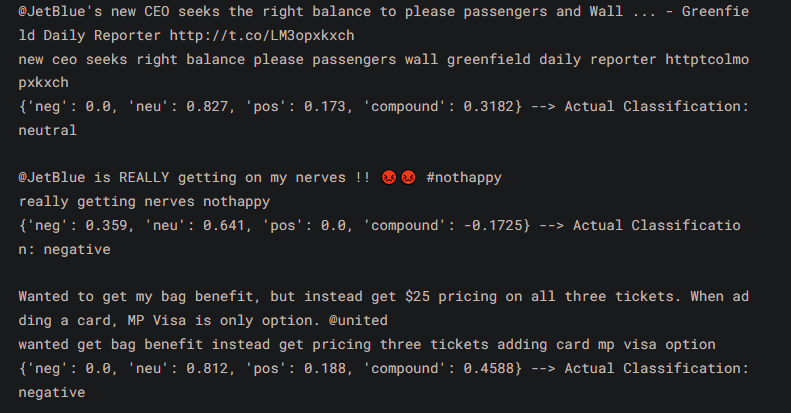 @JetBlue's new CEO seeks the right balance to please passengers and Wall ... - Greenfie
ld Daily Reporter http://t.co/LM3opxkxch
new ceo seeks right balance please passengers wall greenfield daily reporter httptcolmo
pxkxch
{'neg': 0.0, 'neu': 0.827, 'pos': 0.173, 'compound': 0.3182} --> Actual Classification:
neutral
@JetBlue is REALLY getting on my nerves !! 😡😡 #nothappy
really getting nerves nothappy
{'neg': 0.359, 'neu': 0.641, 'pos': 0.0, 'compound': -0.1725} --> Actual Classificatio
n: negative
Wanted to get my bag benefit, but instead get $25 pricing on all three tickets. When ad
ding a card, MP Visa is only option. @united
wanted get bag benefit instead get pricing three tickets adding card mp visa option
{'neg': 0.0, 'neu': 0.812, 'pos': 0.188, 'compound': 0.4588} --> Actual Classification:
negative